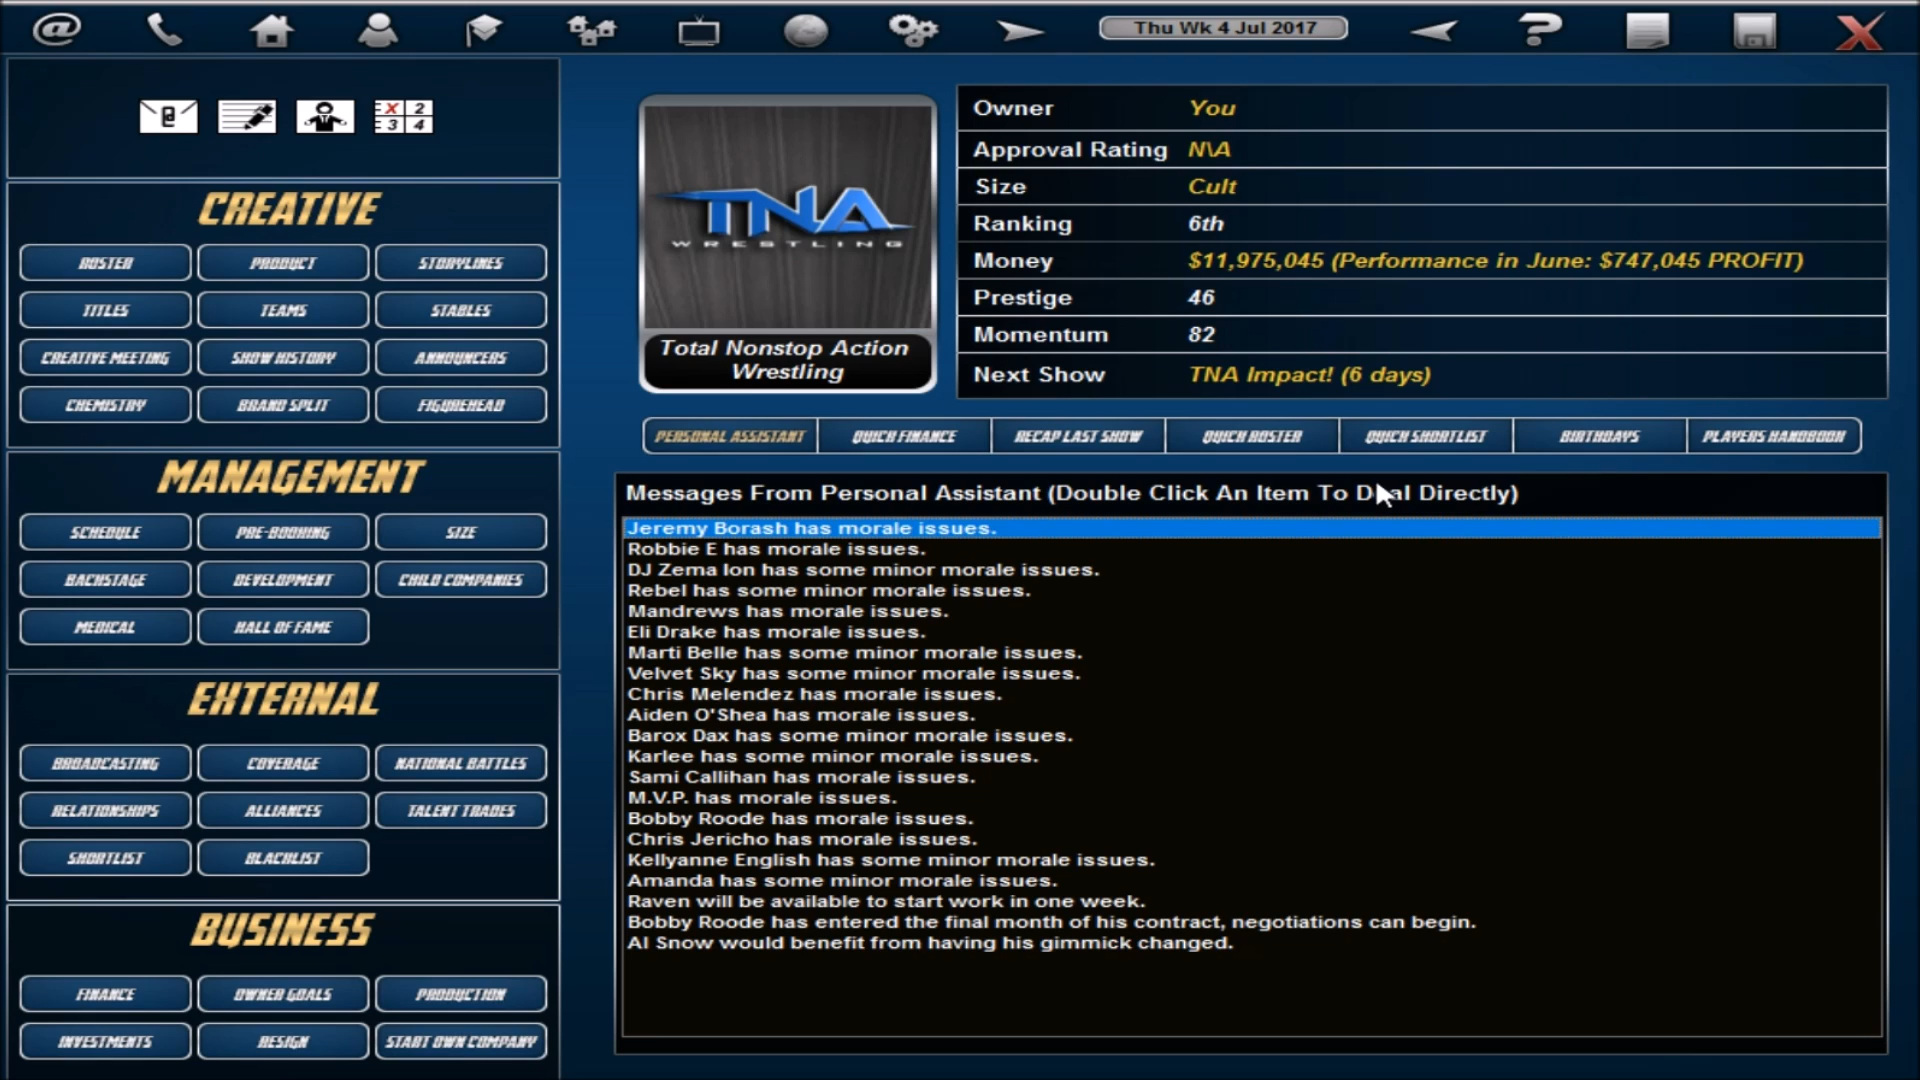 @
Thu Wk 4 Jul 2017
?
@
X 2
3 4
CREATIVE
ROSTER PRODUCT STORYLINES
TITLES TEAMS STABLES
CREATIVE MEETING SHOW HISTORY ANNOUNCERS
CHEMISTRY BRAND SPLIT FIGUREHEAD
MANAGEMENT
SCHEDULE PRE-BOOKING SIZE
BACKSTAGE DEVELOPMENT CHILD COMPANIES
MEDICAL HALL OF FAME
EXTERNAL
BROADCASTING COVERAGE NATIONAL BATTLES
RELATIONSHIPS ALLIANCES TALENT TRADES
SHORTLIST BLACKLIST
BUSINESS
FINANCE OWNER GOALS PRODUCTION
INVESTMENTS RESIGN START OWN COMPANY
TNA
WRESTLING
Total Nonstop Action
Wrestling
Owner You
Approval Rating N\A
Size Cult
Ranking 6th
Money $11,975,045 (Performance in June: $747,045 PROFIT)
Prestige 46
Momentum 82
Next Show TNA Impact! (6 days)
PERSONAL ASSISTANT QUICK FINANCE RECAP LAST SHOW QUICK ROSTER QUICK SHORTLIST BIRTHDAYS PLAYERS HANDBOOK
Messages From Personal Assistant (Double Click An Item To Deal Directly)
Jeremy Borash has morale issues.
Robbie E has morale issues.
DJ Zema Ion has some minor morale issues.
Rebel has some minor morale issues.
Mandrews has morale issues.
Eli Drake has morale issues.
Marti Belle has some minor morale issues.
Velvet Sky has some minor morale issues.
Chris Melendez has morale issues.
Aiden O'Shea has morale issues.
Barox Dax has some minor morale issues.
Karlee has some minor morale issues.
Sami Callihan has morale issues.
M.V.P. has morale issues.
Bobby Roode has morale issues.
Chris Jericho has morale issues.
Kellyanne English has some minor morale issues.
Amanda has some minor morale issues.
Raven will be available to start work in one week.
Bobby Roode has entered the final month of his contract, negotiations can begin.
Al Snow would benefit from having his gimmick changed.